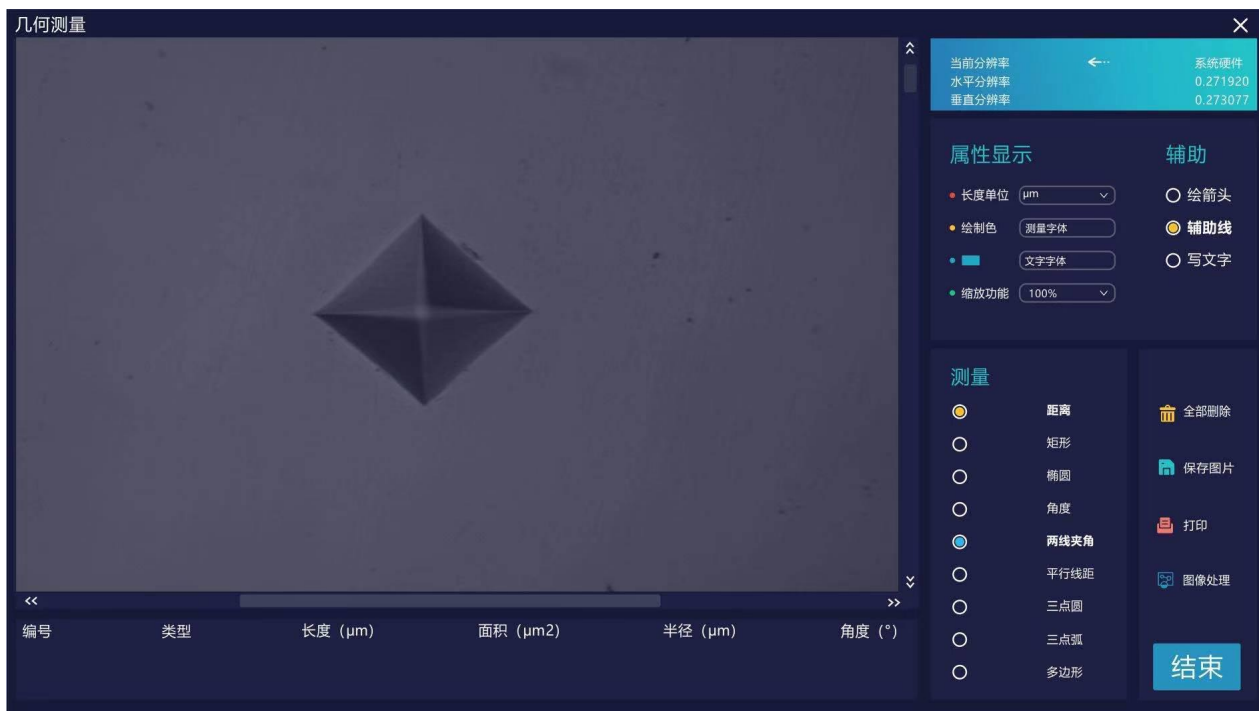 几何测量
当前分辨率 系统硬件
水平分辨率 0.271920
垂直分辨率 0.273077
属性显示
长度单位 μm
绘制色 测量字体
文字字体
缩放功能 100%
辅助
绘箭头
辅助线
写文字
测量
距离
矩形
椭圆
角度
两线夹角
平行线距
三点圆
三点弧
多边形
全部删除
保存图片
打印
图像处理
结束
编号 类型 长度（μm） 面积（μm2） 半径（μm） 角度（°）